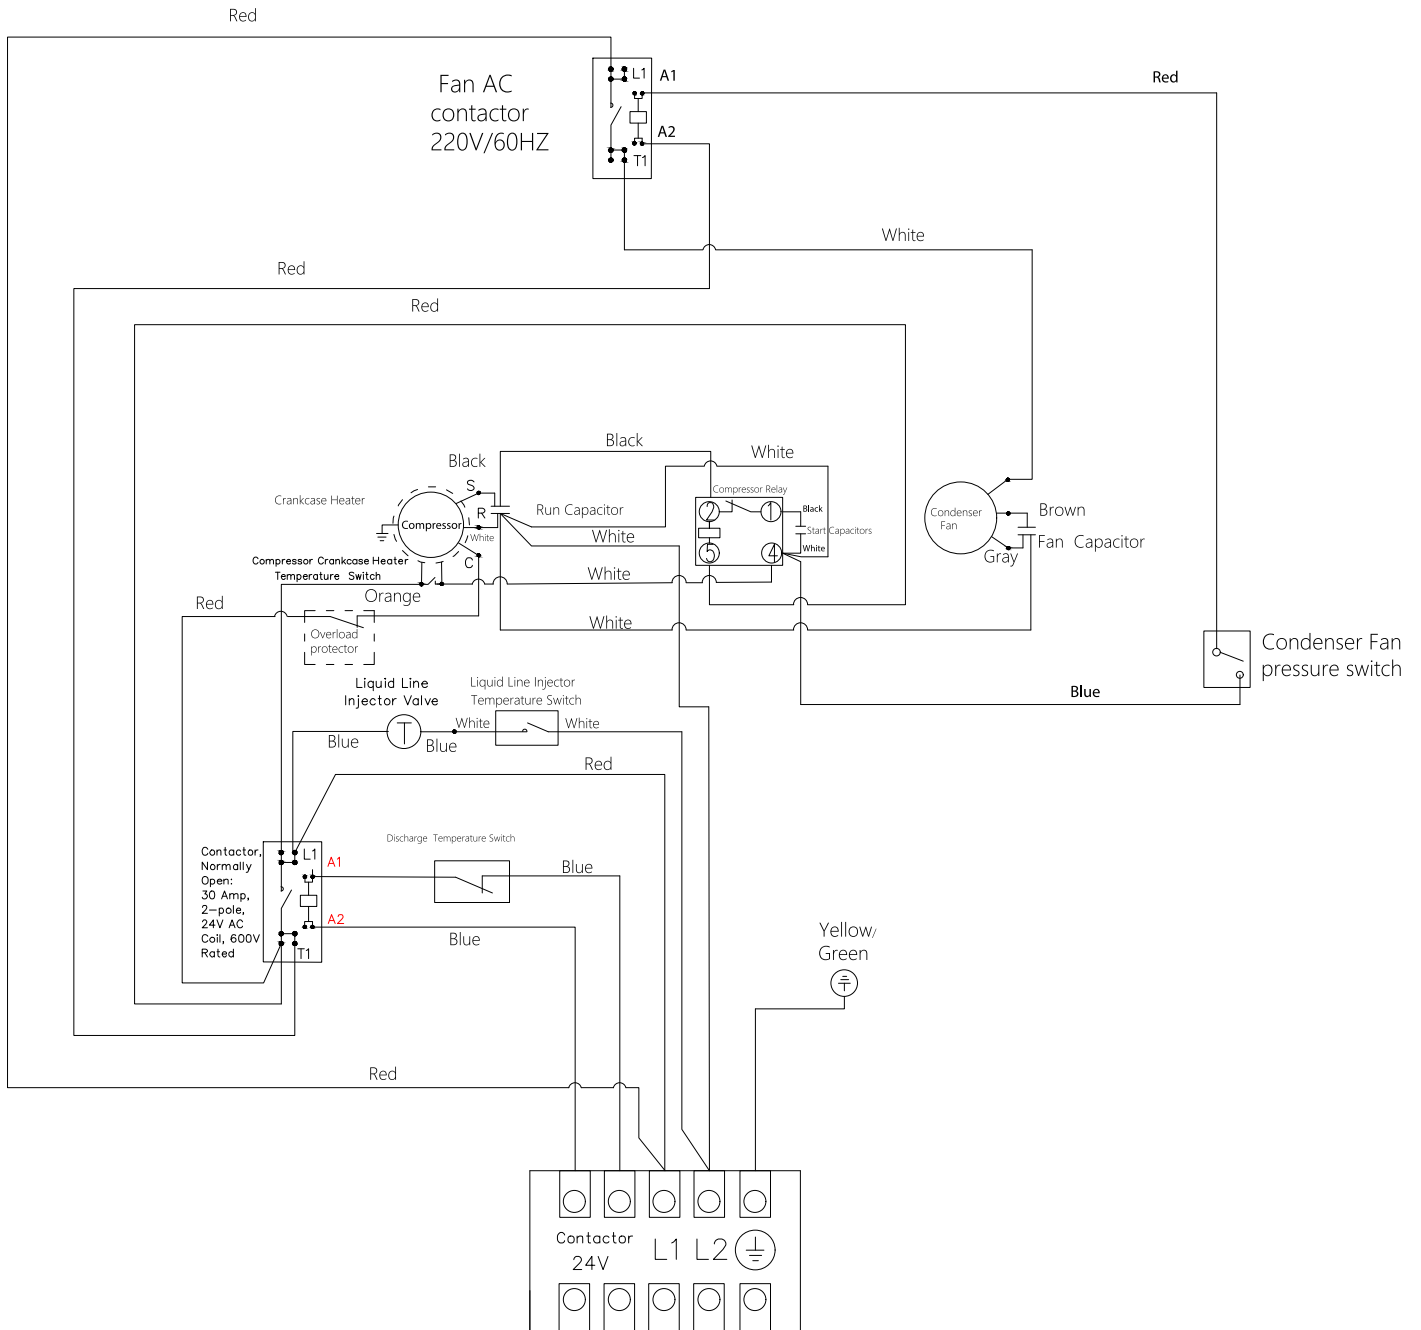 Red
Fan AC
contactor
220V/60HZ
L1
A1
Red
A2
T1
White
Red
Red
Black
White
Black
Compressor Relay
S
Crankcase Heater
R
Run Capacitor
2
1
Black
Brown
Compressor
Condenser
Fan
White
White
Start Capacitors
Fan Capacitor
White
5
4
Gray
C
Compressor Crankcase Heater
Temperature Switch
White
Orange
Red
White
Overload
protector
Condenser Fan
pressure switch
Liquid Line
Injector Valve
Liquid Line Injector
Temperature Switch
Blue
White
White
T
Blue
Blue
Red
Discharge Temperature Switch
Contactor,
Normally
Open:
30 Amp,
2-pole,
24V AC
Coil, 600V
Rated
L1
A1
Blue
A2
Blue
T1
Yellow/
Green
Red
Contactor
24V
L1
L2